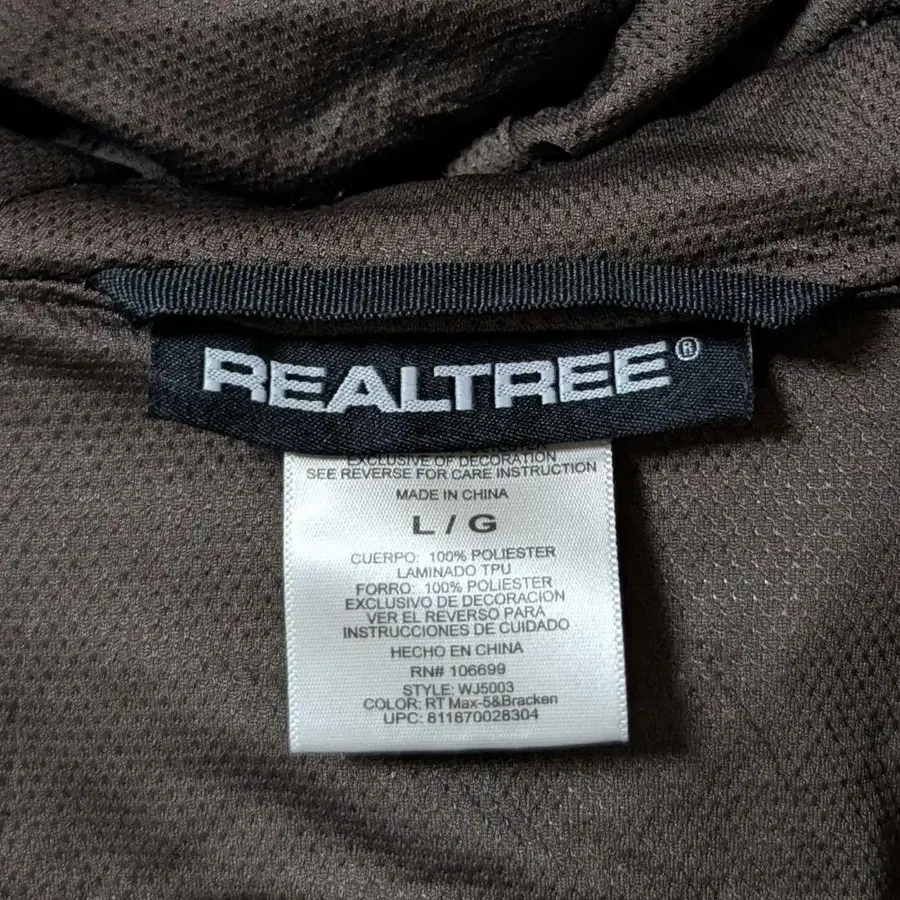 REALTREE®
EXCLUSIVE OF DECORATION
SEE REVERSE FOR CARE INSTRUCTION
MADE IN CHINA
L / G
CUERPO: 100% POLIESTER
LAMINADO TPU
FORRO: 100% POLIESTER
EXCLUSIVO DE DECORACION
VER EL REVERSO PARA
INSTRUCCIONES DE CUIDADO
HECHO EN CHINA
RN# 106699
STYLE: WJ5003
COLOR: RT Max-5&Bracken
UPC: 811870028304